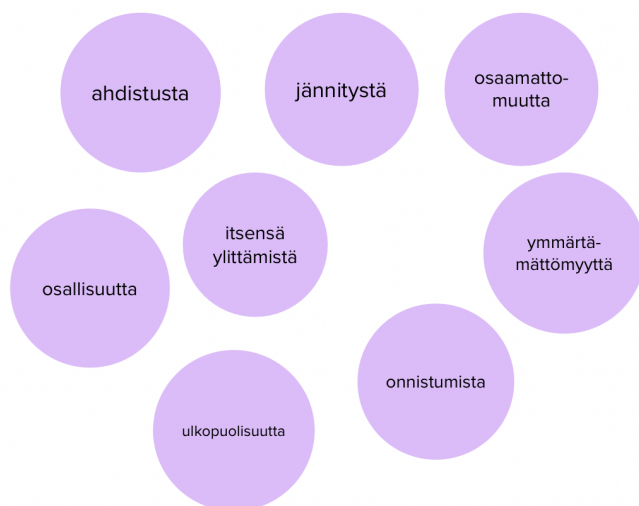 ahdistusta
jännitystä
osaamatto-
muutta
itsensä
ylittämistä
ymmärtä-
mättömyyttä
osallisuutta
onnistumista
ulkopuolisuutta